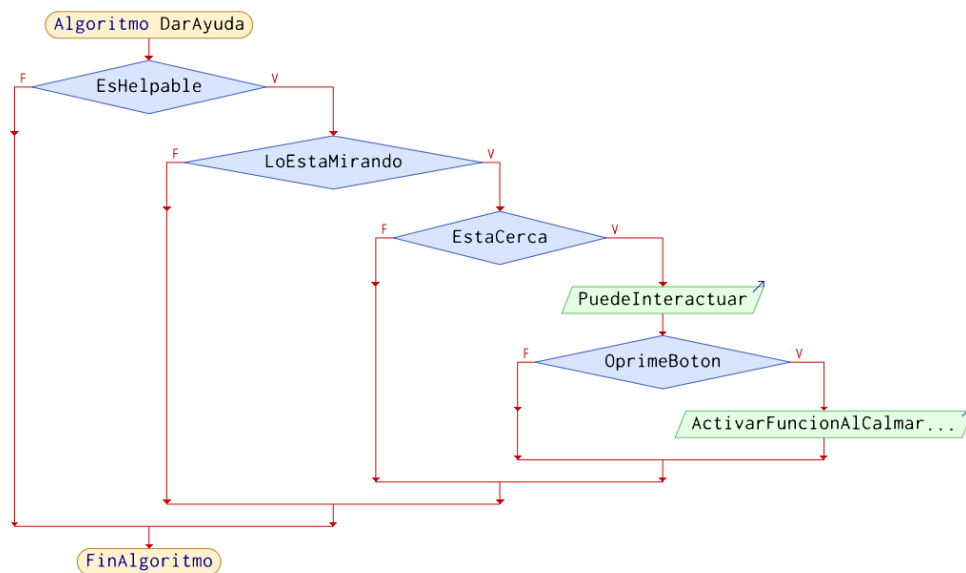 Algoritmo DarAyuda
EsHelpable
F
V
LoEstaMirando
F
V
EstaCerca
F
V
PuedeInteractuar
OprimeBoton
F
V
ActivarFuncionAlCalmar...
FinAlgoritmo